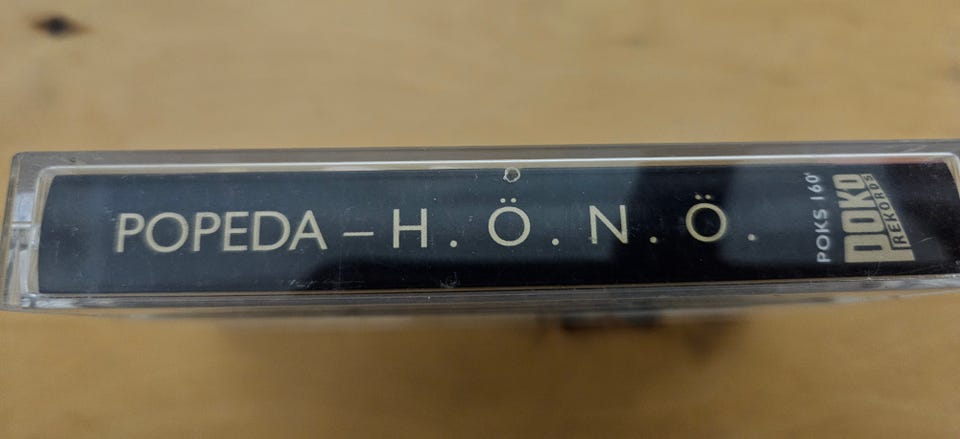 POPEDA – H. Ö. N. Ö.
POKS 160
POKO
REKORDS